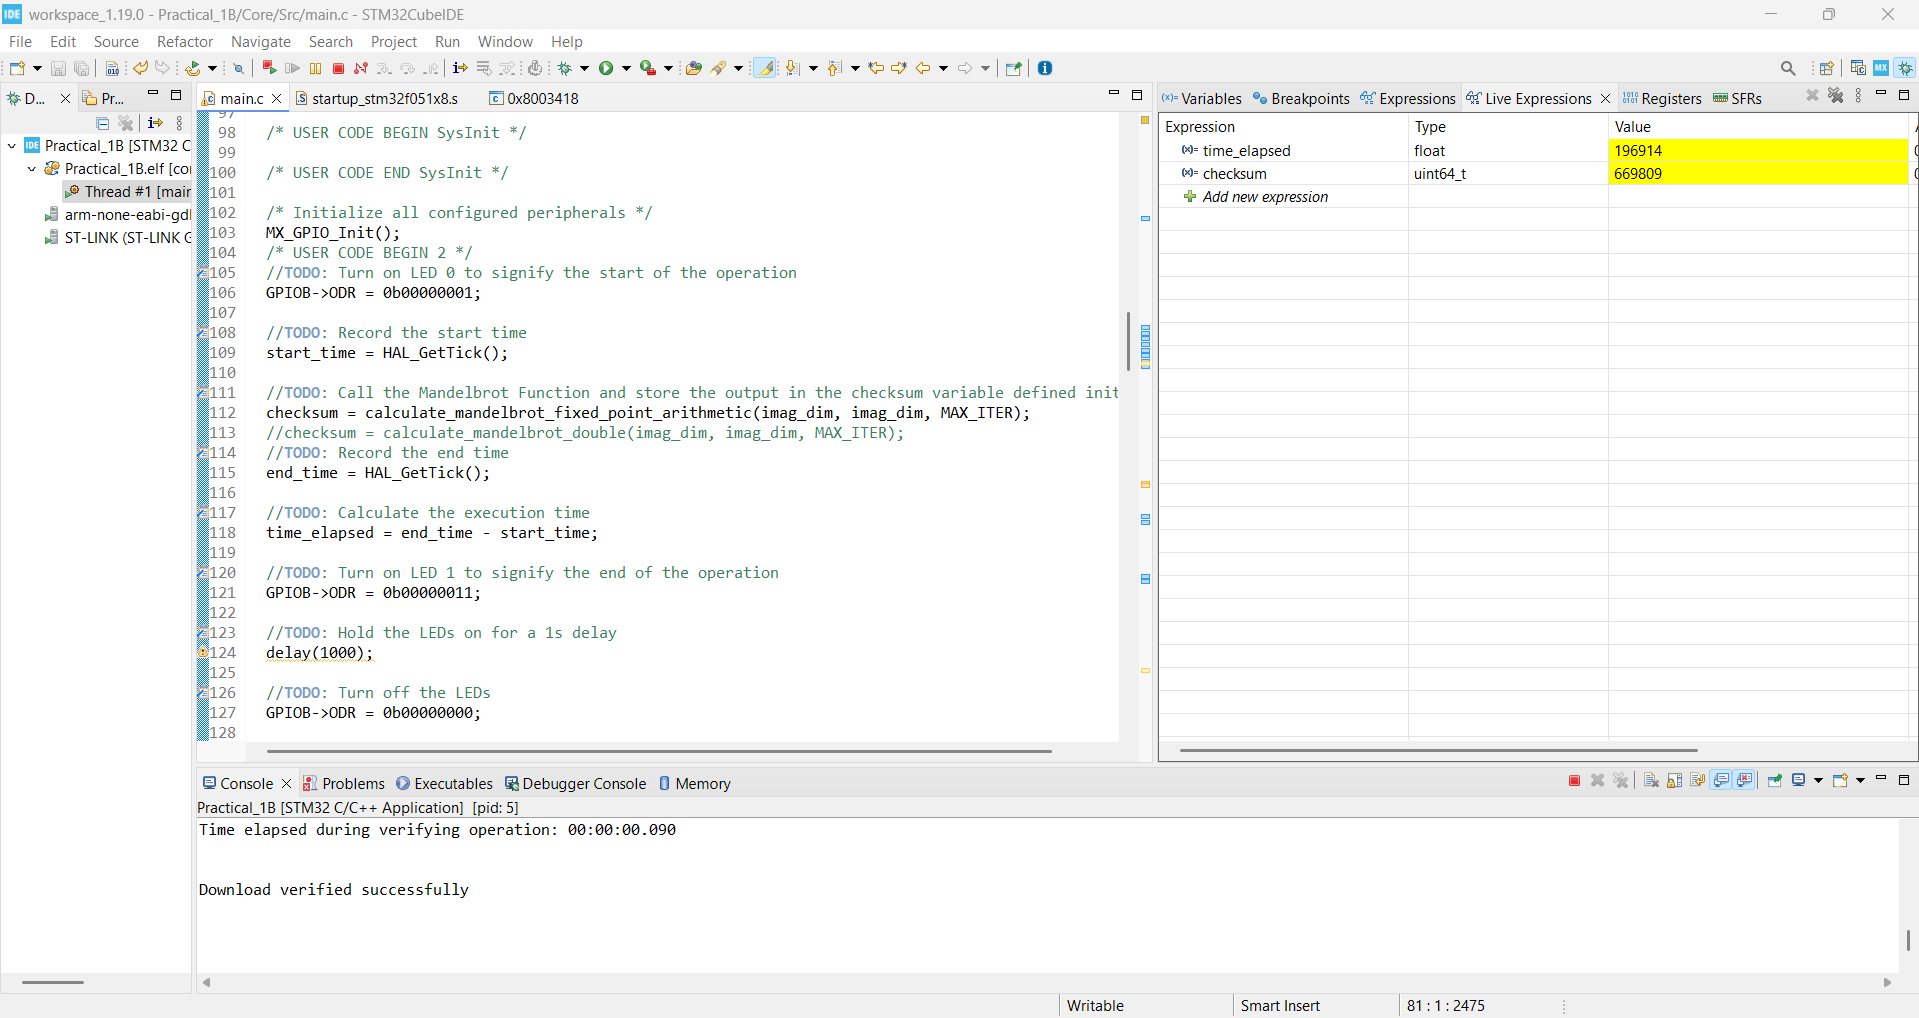 IDE workspace_1.19.0 - Practical_1B/Core/Src/main.c - STM32CubeIDE
File Edit Source Refactor Navigate Search Project Run Window Help
D... Pr...
main.c startup_stm32f051x8.s 0x8003418
Practical_1B [STM32 C
Practical_1B.elf [cor
Thread #1 [main
arm-none-eabi-gdl
ST-LINK (ST-LINK G
97
98 /* USER CODE BEGIN SysInit */
99
100 /* USER CODE END SysInit */
101
102 /* Initialize all configured peripherals */
103 MX_GPIO_Init();
104 /* USER CODE BEGIN 2 */
105 //TODO: Turn on LED 0 to signify the start of the operation
106 GPIOB->ODR = 0b00000001;
107
108 //TODO: Record the start time
109 start_time = HAL_GetTick();
110
111 //TODO: Call the Mandelbrot Function and store the output in the checksum variable defined init
112 checksum = calculate_mandelbrot_fixed_point_arithmetic(imag_dim, imag_dim, MAX_ITER);
113 //checksum = calculate_mandelbrot_double(imag_dim, imag_dim, MAX_ITER);
114 //TODO: Record the end time
115 end_time = HAL_GetTick();
116
117 //TODO: Calculate the execution time
118 time_elapsed = end_time - start_time;
119
120 //TODO: Turn on LED 1 to signify the end of the operation
121 GPIOB->ODR = 0b00000011;
122
123 //TODO: Hold the LEDs on for a 1s delay
124 delay(1000);
125
126 //TODO: Turn off the LEDs
127 GPIOB->ODR = 0b00000000;
128
Variables Breakpoints Expressions Live Expressions Registers SFRs
Expression Type Value
time_elapsed float 196914
checksum uint64_t 669809
Add new expression
Console Problems Executables Debugger Console Memory
Practical_1B [STM32 C/C++ Application] [pid: 5]
Time elapsed during verifying operation: 00:00:00.090
Download verified successfully
Writable Smart Insert 81 : 1 : 2475